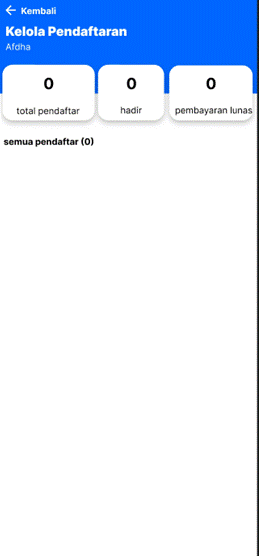 Kembali
Kelola Pendaftaran
Afdha
0 0 0
total pendaftar hadir pembayaran lunas
semua pendaftar (0)